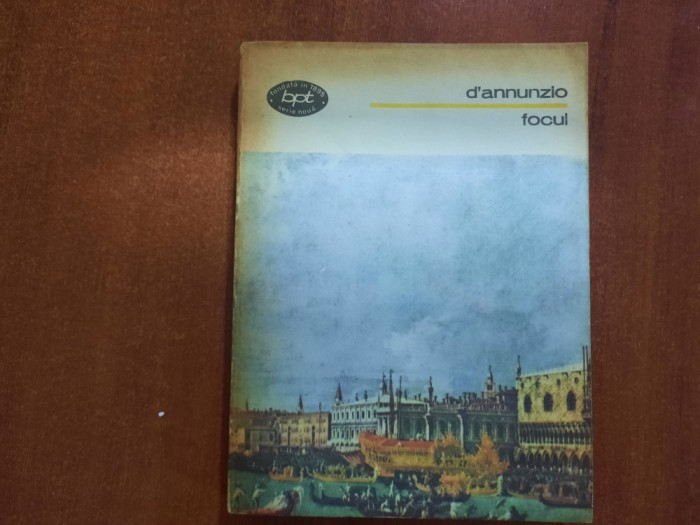 fondată în 1895
bpt
serie nouă
d'annunzio
focul